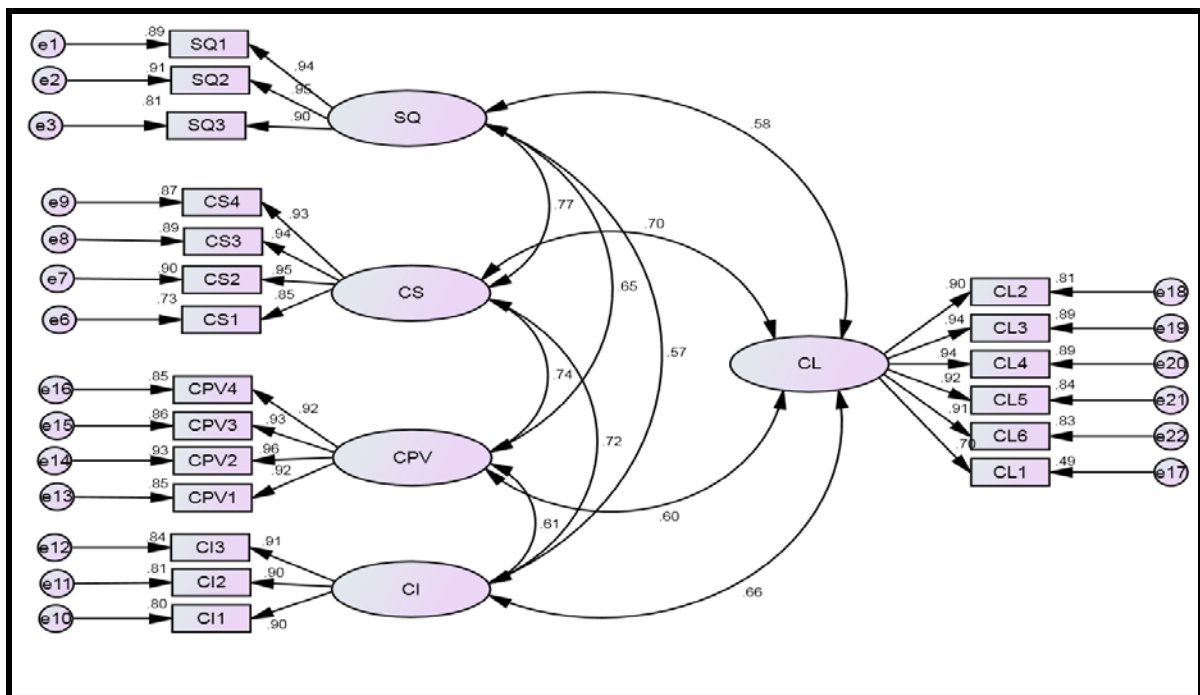 e1 .89 SQ1 .94
e2 .91 SQ2 .95
e3 .81 SQ3 .90
SQ
.58
e9 .87 CS4 .93
e8 .89 CS3 .94
e7 .90 CS2 .95
e6 .73 CS1 .85
CS
.77
.70
.65
.57
.74
.72
e16 .85 CPV4 .92
e15 .86 CPV3 .93
e14 .93 CPV2 .96
e13 .85 CPV1 .92
CPV
.60
.61
e12 .84 CI3 .91
e11 .81 CI2 .90
e10 .80 CI1 .90
CI
.66
CL
.90 CL2 .81 e18
.94 CL3 .89 e19
.94 CL4 .89 e20
.92 CL5 .84 e21
.91 CL6 .83 e22
.70 CL1 .49 e17